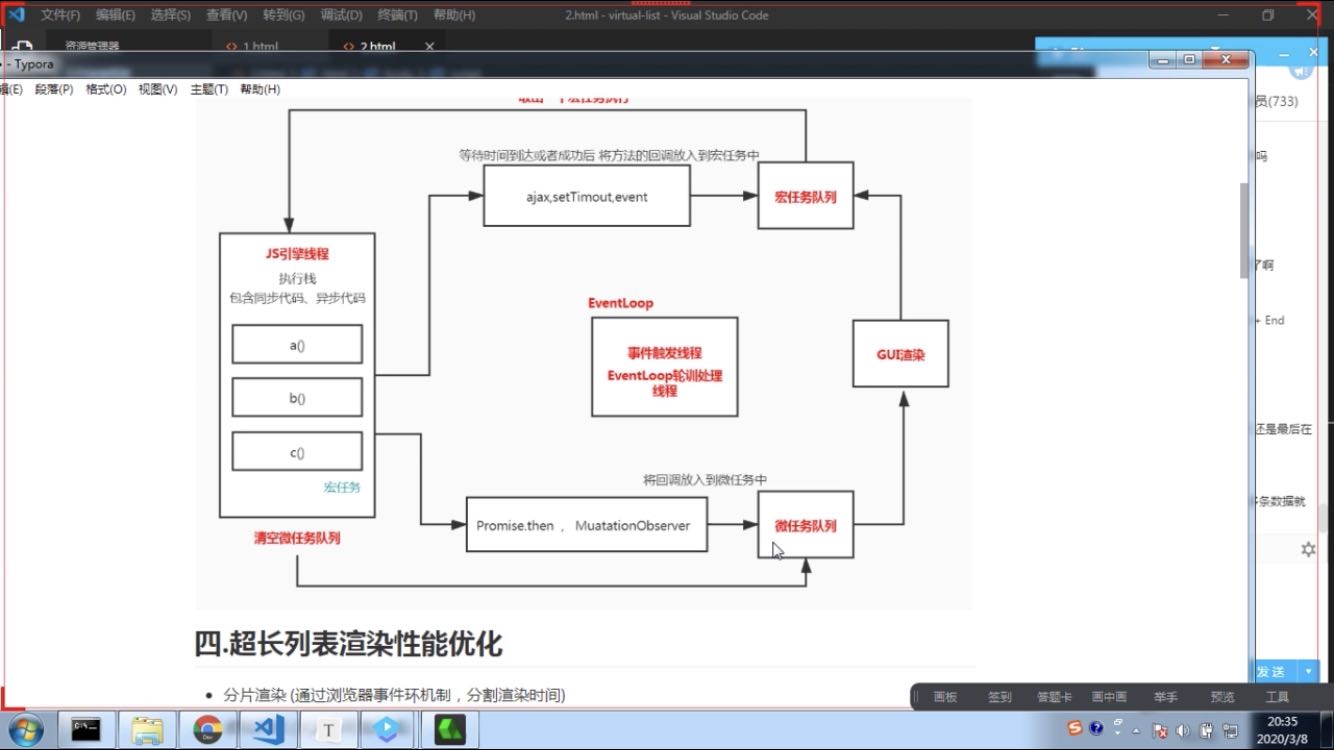 文件(F) 编辑(E) 选择(S) 查看(V) 转到(G) 调试(D) 终端(T) 帮助(H) 2.html - virtual-list - Visual Studio Code
资源管理器 1.html 2.html
- Typora
辑(E) 段落(P) 格式(O) 视图(V) 主题(T) 帮助(H)
员(733)
取出一个宏任务执行
等待时间到达或者成功后 将方法的回调放入到宏任务中
吗
ajax,setTimout,event
宏任务队列
JS引擎线程
执行栈
包含同步代码、异步代码
了啊
EventLoop
+ End
a()
事件触发线程
EventLoop轮训处理
线程
GUI渲染
b()
还是最后在
c()
将回调放入到微任务中
宏任务
条数据就
Promise.then , MuatationObserver
微任务队列
清空微任务队列
四.超长列表渲染性能优化
发送
分片渲染 (通过浏览器事件环机制，分割渲染时间)
画板 签到 答题卡 画中画 举手 预览 工具
20:35
2020/3/8